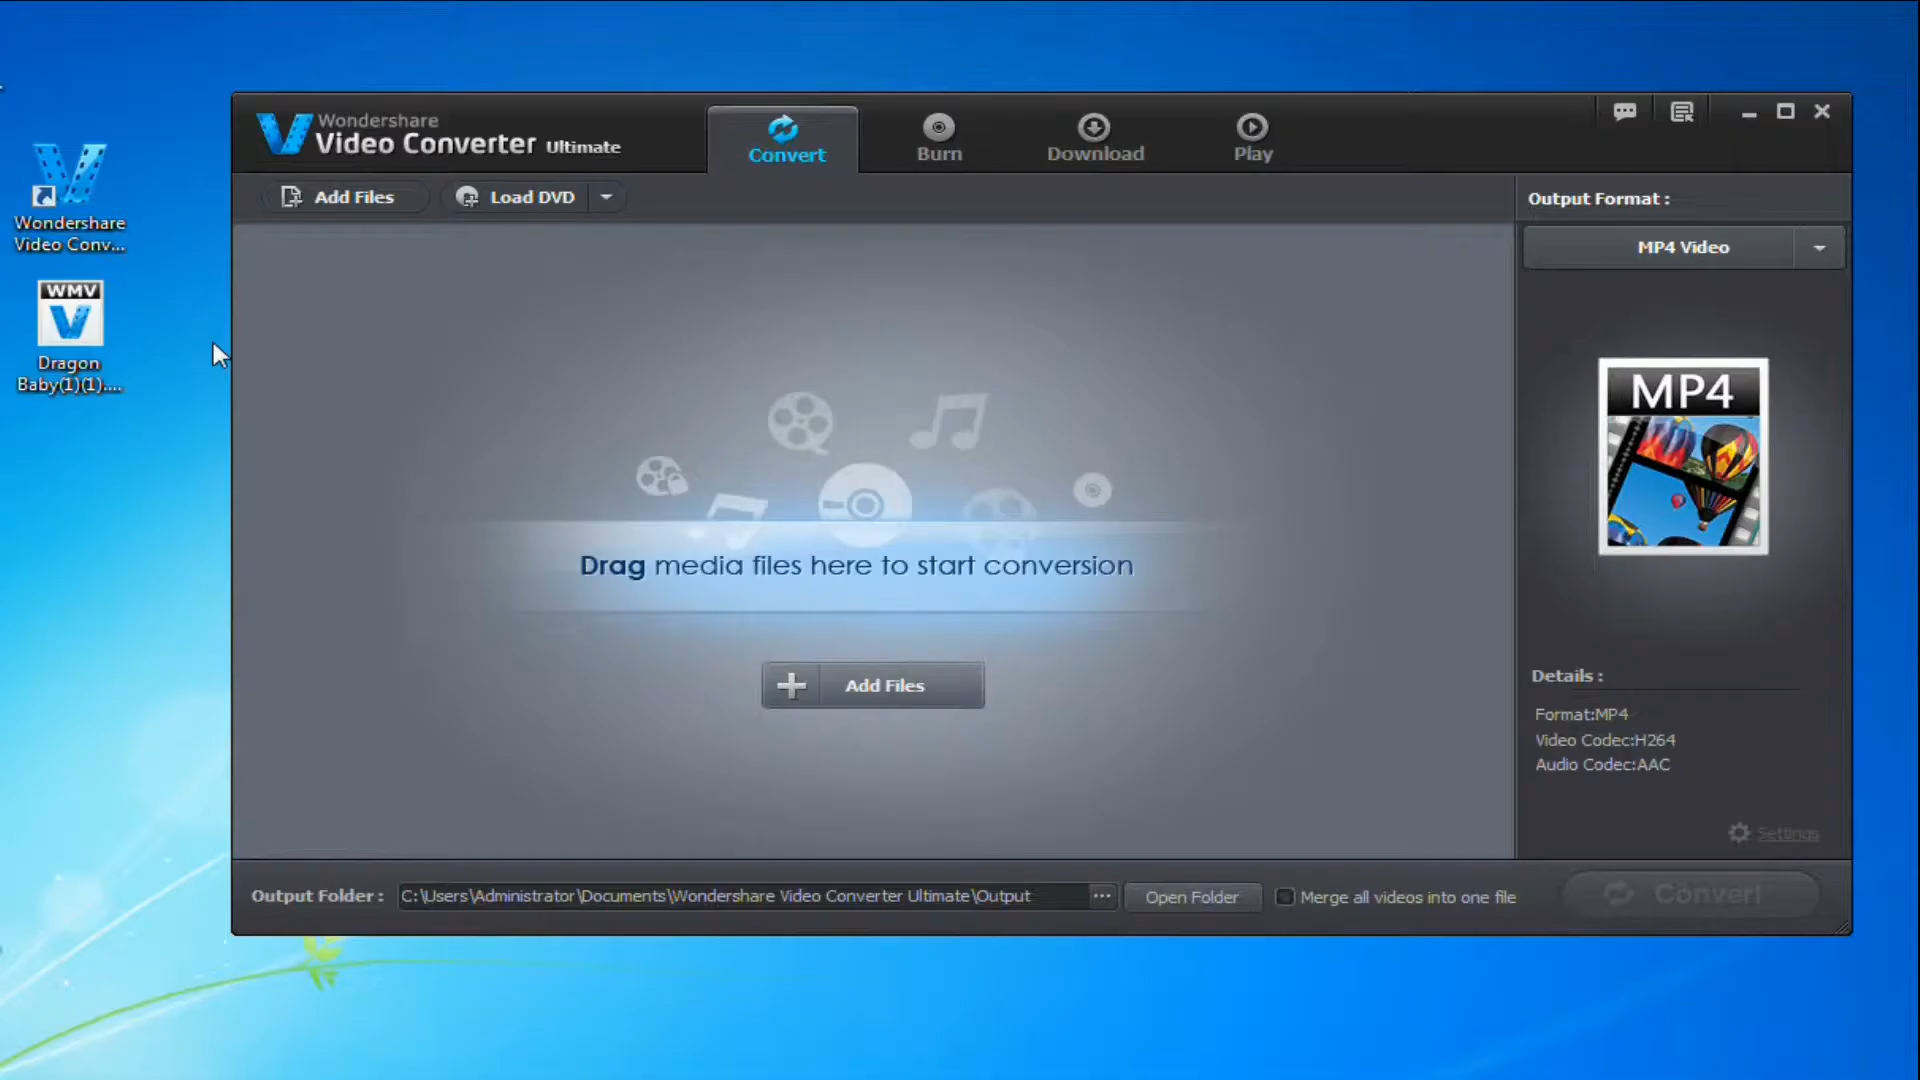 Wondershare
Video Converter Ultimate
Convert
Burn
Download
Play
Add Files
Load DVD
Output Format :
MP4 Video
Wondershare
Video Conv...
WMV
Dragon
Baby(1)(1)....
MP4
Drag media files here to start conversion
Add Files
Details :
Format:MP4
Video Codec:H264
Audio Codec:AAC
Settings
Output Folder :
C:\Users\Administrator\Documents\Wondershare Video Converter Ultimate\Output
...
Open Folder
Merge all videos into one file
Convert